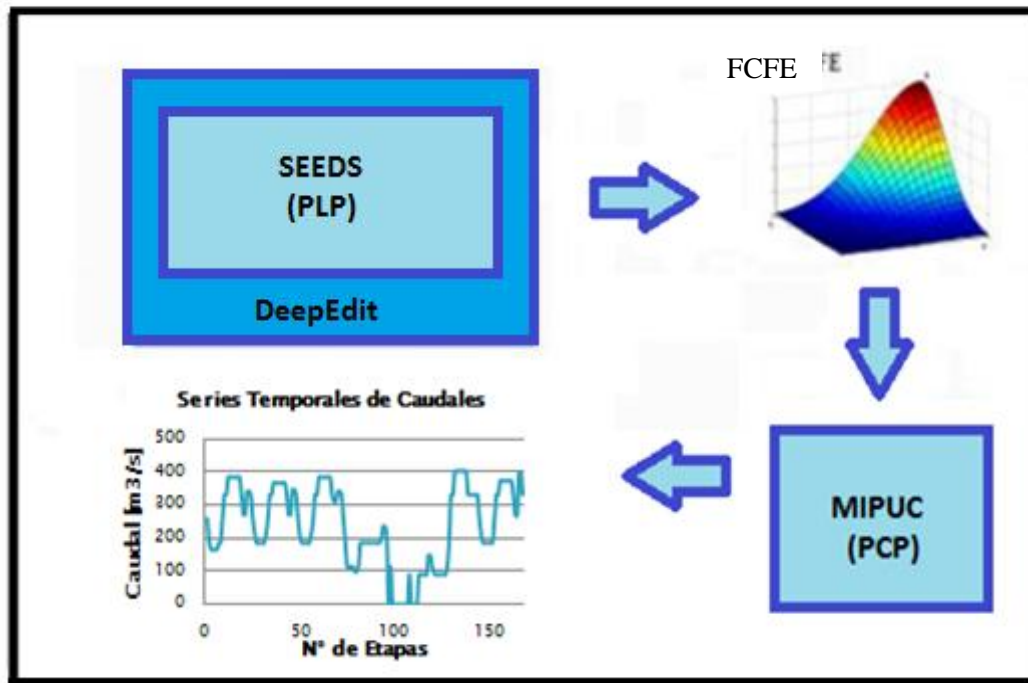 FCFE FE
SEEDS
(PLP)
DeepEdit
Series Temporales de Caudales
Caudal [m3/s]
500
400
300
200
100
0
0 50 100 150
N° de Etapas
MIPUC
(PCP)